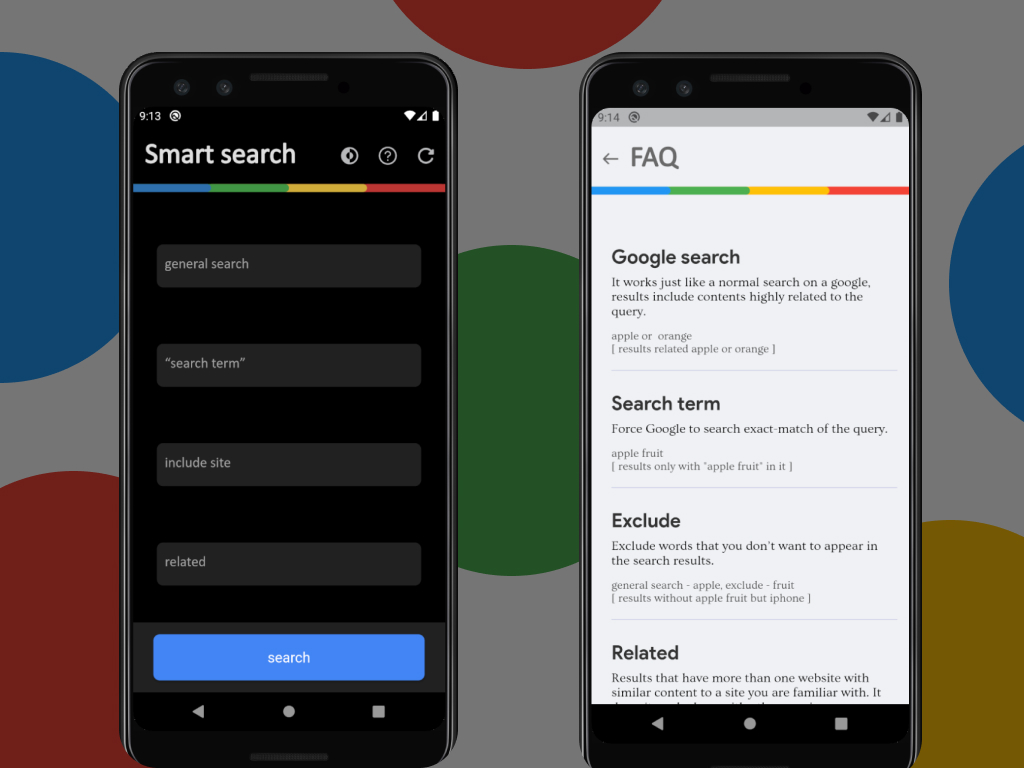 9:13
Smart search
general search
“search term”
include site
related
search
9:14
FAQ
Google search
It works just like a normal search on a google,
results include contents highly related to the
query.
apple or  orange
[ results related apple or orange ]
Search term
Force Google to search exact-match of the query.
apple fruit
[ results only with "apple fruit" in it ]
Exclude
Exclude words that you don't want to appear in
the search results.
general search - apple, exclude - fruit
[ results without apple fruit but iphone ]
Related
Results that have more than one website with
similar content to a site you are familiar with. It